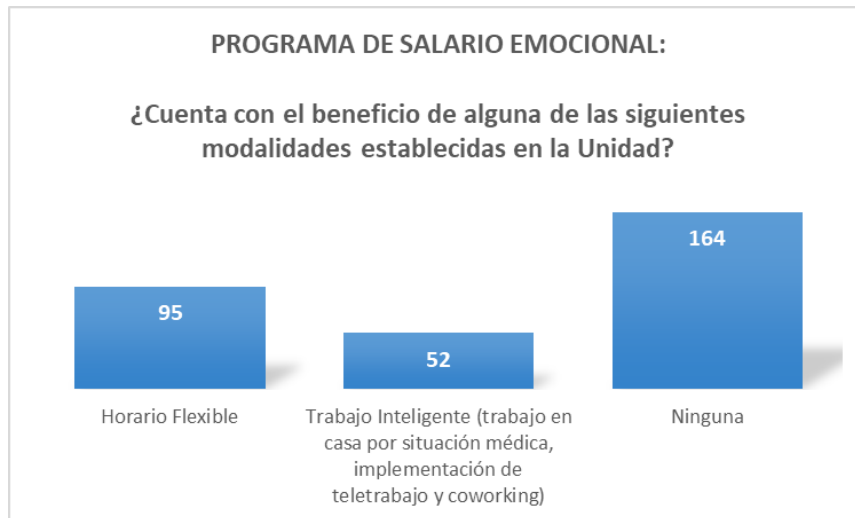 PROGRAMA DE SALARIO EMOCIONAL:
¿Cuenta con el beneficio de alguna de las siguientes
modalidades establecidas en la Unidad?
95
52
164
Horario Flexible
Trabajo Inteligente (trabajo en
casa por situación médica,
implementación de
teletrabajo y coworking)
Ninguna